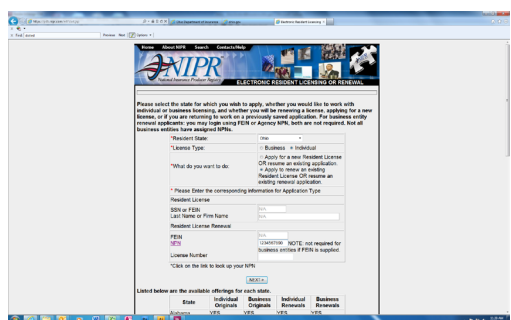 Find: accrual Previous Next Options
Electronic Resident Licensing
Home About NIPR Search Contacts/Help
NIPR
National Insurance Producer Registry
ELECTRONIC RESIDENT LICENSING OR RENEWAL
Please select the state for which you wish to apply, whether you would like to work with
individual or business licensing, and whether you will be renewing a license, applying for a new
license, or if you are returning to work on a previously saved application. For business entity
renewal applicants: you may login using FEIN or Agency NPN, both are not required. Not all
business entities have assigned NPNs.
*Resident State: Ohio
*License Type: Business Individual
Apply for a new Resident License
OR resume an existing application.
*What do you want to do: Apply to renew an existing
Resident License OR resume an
existing renewal application.
* Please Enter the corresponding information for Application Type
Resident License
SSN or FEIN N/A
Last Name or Firm Name N/A
Resident License Renewal
FEIN N/A
NPN 1234567890 NOTE: not required for
business entities if FEIN is supplied.
License Number
*Click on the link to look up your NPN
NEXT >
Listed below are the available offerings for each state.
State Individual Originals Business Originals Individual Renewals Business Renewals
Alabama YES YES YES YES